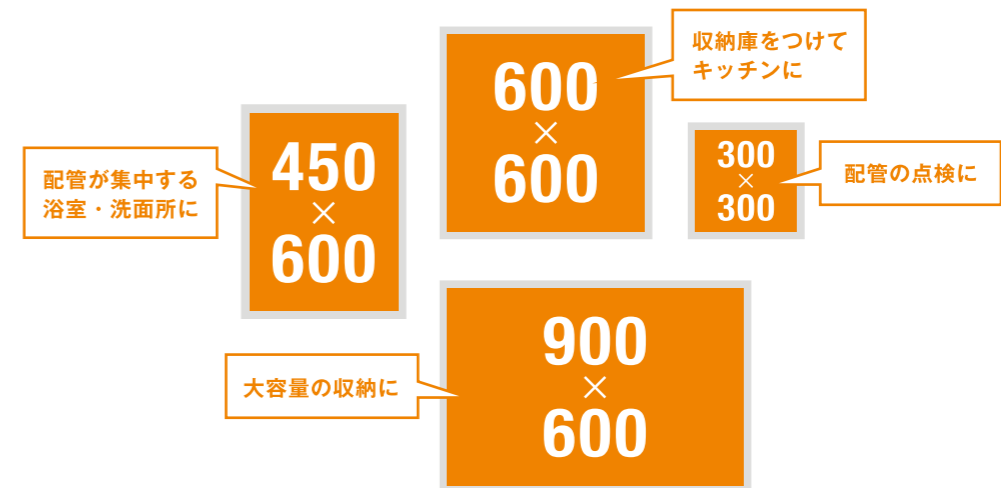 収納庫をつけて
キッチンに
600
×
600
配管が集中する
浴室・洗面所に
450
×
600
300
×
300
配管の点検に
大容量の収納に
900
×
600